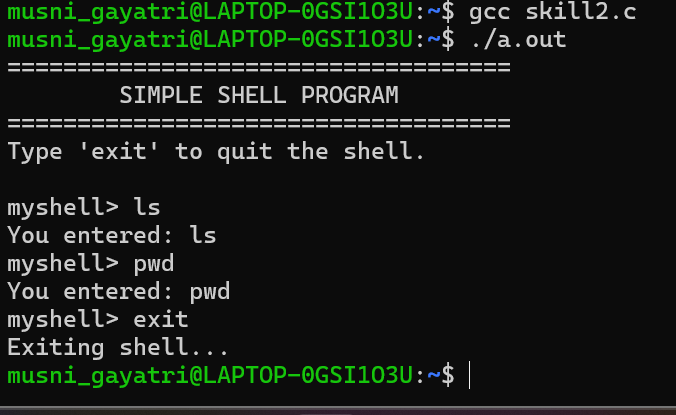 musni_gayatri@LAPTOP-0GSI1O3U:~$ gcc skill2.c
musni_gayatri@LAPTOP-0GSI1O3U:~$ ./a.out
====================================
        SIMPLE SHELL PROGRAM
====================================
Type 'exit' to quit the shell.

myshell> ls
You entered: ls
myshell> pwd
You entered: pwd
myshell> exit
Exiting shell...
musni_gayatri@LAPTOP-0GSI1O3U:~$